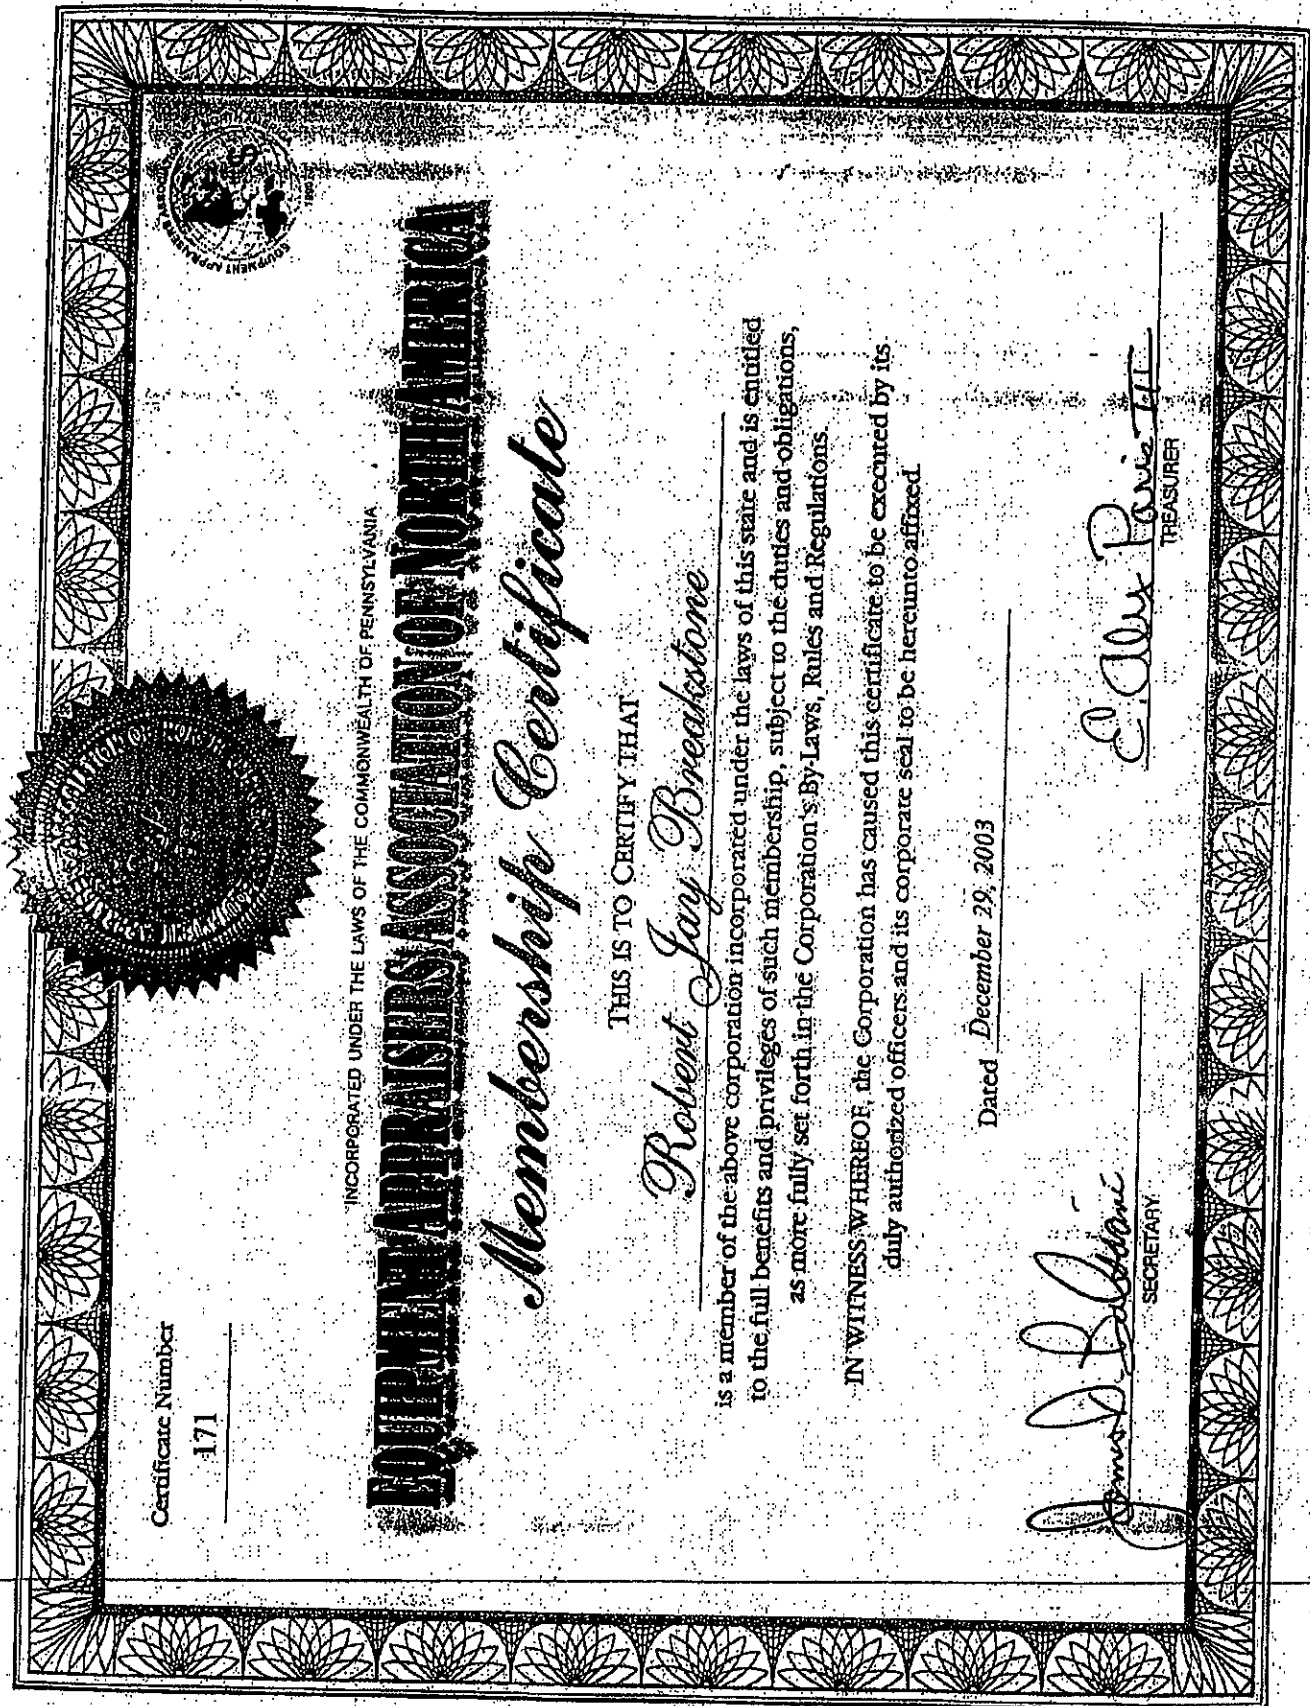 Certificate Number
171
INCORPORATED UNDER THE LAWS OF THE COMMONWEALTH OF PENNSYLVANIA
EQUIPMENT APPRAISERS ASSOCIATION OF NORTH AMERICA
Membership Certificate
THIS IS TO CERTIFY THAT
Robert Jay Breakstone
is a member of the above corporation incorporated under the laws of this state and is entitled
to the full benefits and privileges of such membership, subject to the duties and obligations,
as more fully set forth in the Corporation's By Laws, Rules and Regulations.
IN WITNESS WHEREOF, the Corporation has caused this certificate to be executed by its
duly authorized officers and its corporate seal to be hereunto affixed.
Dated December 29, 2003
SECRETARY
TREASURER
EQUIPMENT APPRAISERS